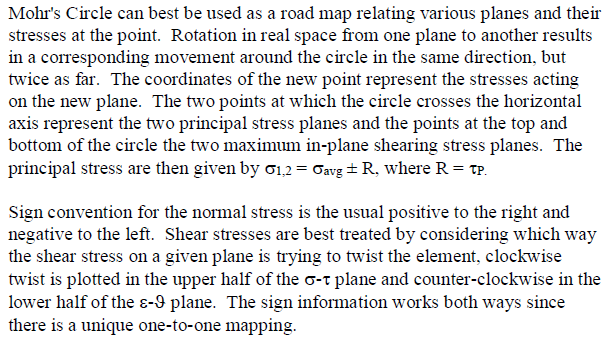 Mohr's Circle can best be used as a road map relating various planes and their
stresses at the point.  Rotation in real space from one plane to another results
in a corresponding movement around the circle in the same direction, but
twice as far.  The coordinates of the new point represent the stresses acting
on the new plane.  The two points at which the circle crosses the horizontal
axis represent the two principal stress planes and the points at the top and
bottom of the circle the two maximum in-plane shearing stress planes.  The
principal stress are then given by σ1,2 = σavg ± R, where R = τP.

Sign convention for the normal stress is the usual positive to the right and
negative to the left.  Shear stresses are best treated by considering which way
the shear stress on a given plane is trying to twist the element, clockwise
twist is plotted in the upper half of the σ-τ plane and counter-clockwise in the
lower half of the ε-ϑ plane.  The sign information works both ways since
there is a unique one-to-one mapping.